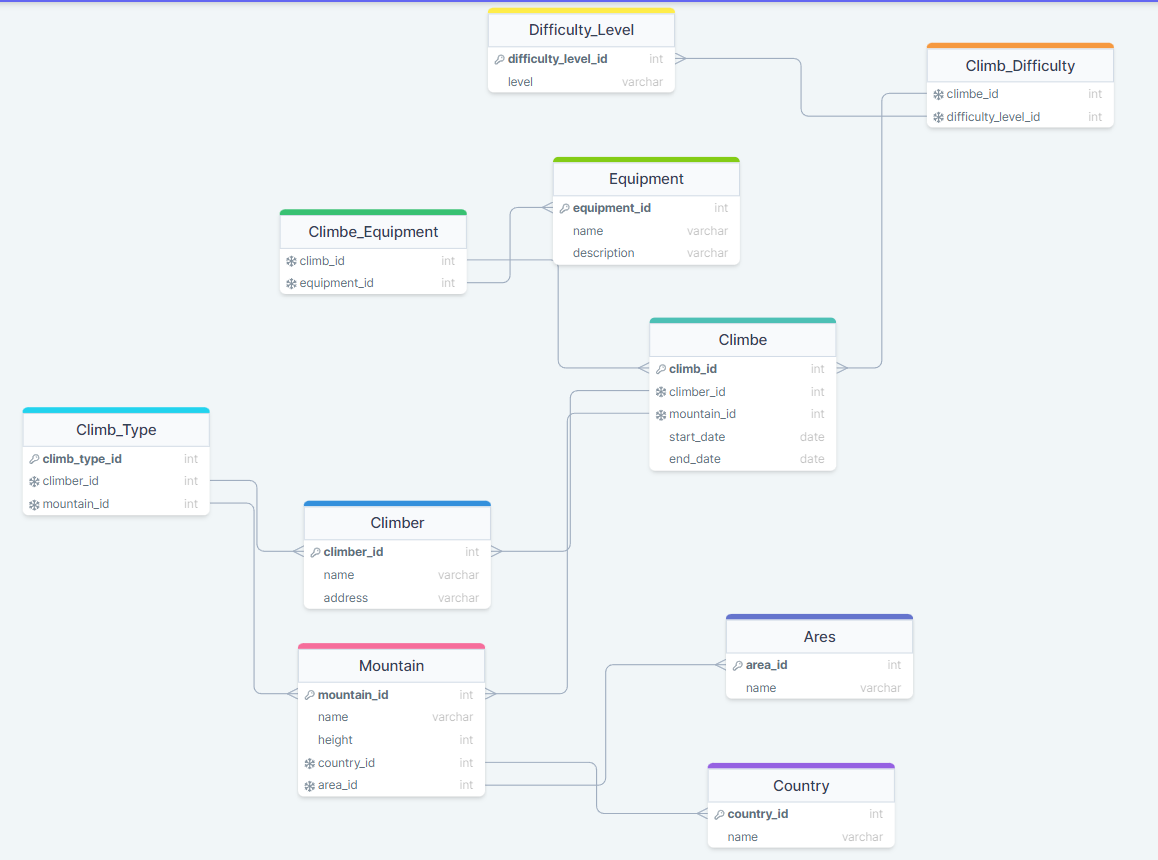 Difficulty_Level
difficulty_level_id int
level varchar
Climb_Difficulty
climbe_id int
difficulty_level_id int
Equipment
equipment_id int
name varchar
description varchar
Climbe_Equipment
climb_id int
equipment_id int
Climbe
climb_id int
climber_id int
mountain_id int
start_date date
end_date date
Climb_Type
climb_type_id int
climber_id int
mountain_id int
Climber
climber_id int
name varchar
address varchar
Mountain
mountain_id int
name varchar
height int
country_id int
area_id int
Ares
area_id int
name varchar
Country
country_id int
name varchar